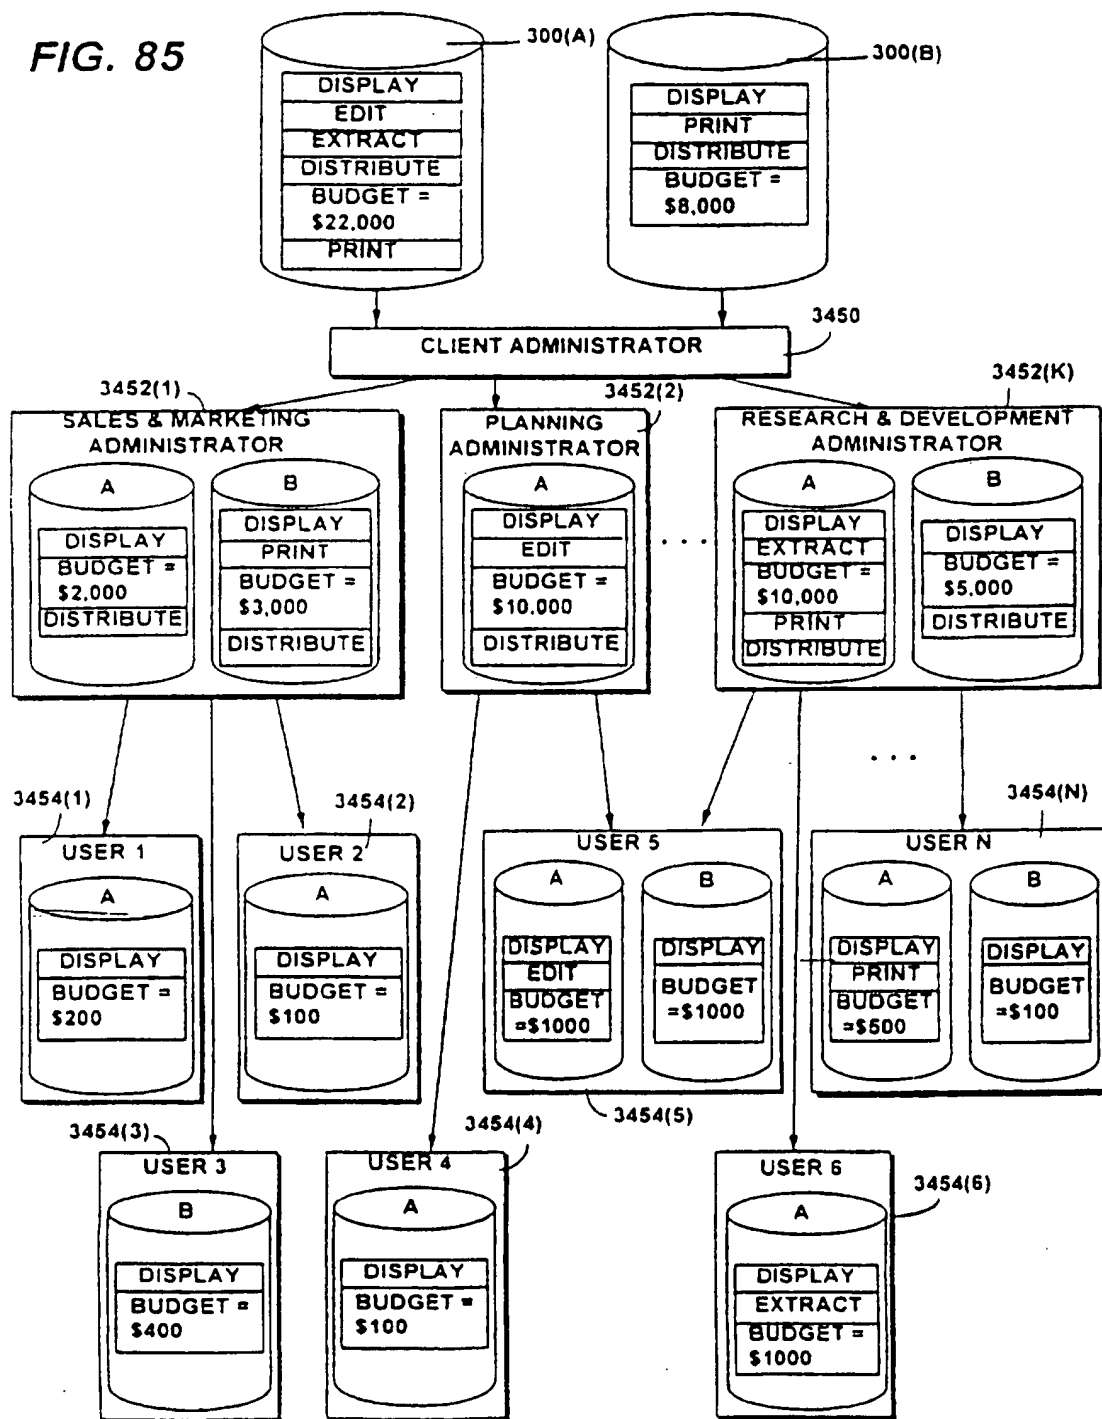 FIG. 85
300(A)
DISPLAY
EDIT
EXTRACT
DISTRIBUTE
BUDGET =
$22,000
PRINT
300(B)
DISPLAY
PRINT
DISTRIBUTE
BUDGET =
$8,000
3450
CLIENT ADMINISTRATOR
3452(1)
SALES & MARKETING
ADMINISTRATOR
A
DISPLAY
BUDGET =
$2,000
DISTRIBUTE
B
DISPLAY
PRINT
BUDGET =
$3,000
DISTRIBUTE
3452(2)
PLANNING
ADMINISTRATOR
A
DISPLAY
EDIT
BUDGET =
$10,000
DISTRIBUTE
. . .
3452(K)
RESEARCH & DEVELOPMENT
ADMINISTRATOR
A
DISPLAY
EXTRACT
BUDGET =
$10,000
PRINT
DISTRIBUTE
B
DISPLAY
BUDGET =
$5,000
DISTRIBUTE
. . .
3454(1)
USER 1
A
DISPLAY
BUDGET =
$200
3454(2)
USER 2
A
DISPLAY
BUDGET =
$100
USER 5
A
DISPLAY
EDIT
BUDGET
=$1000
B
DISPLAY
BUDGET
=$1000
3454(5)
3454(N)
USER N
A
DISPLAY
PRINT
BUDGET
=$500
B
DISPLAY
BUDGET
=$100
3454(3)
USER 3
B
DISPLAY
BUDGET =
$400
3454(4)
USER 4
A
DISPLAY
BUDGET =
$100
3454(6)
USER 6
A
DISPLAY
EXTRACT
BUDGET =
$1000